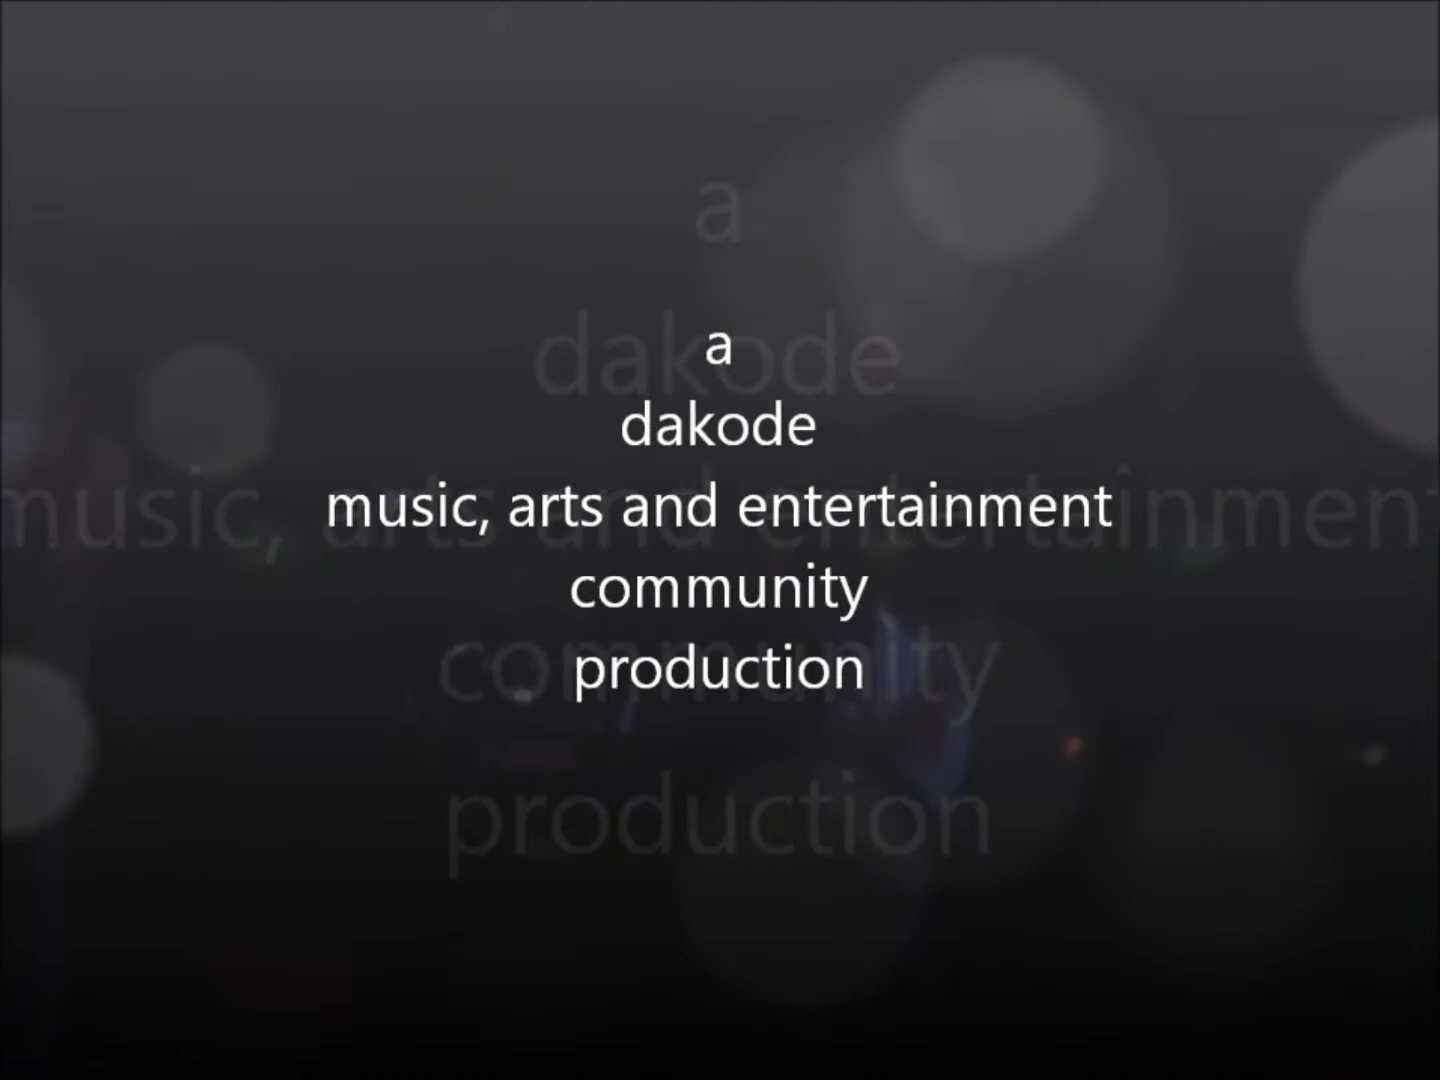 a
dakode
music, arts and entertainment
community
production